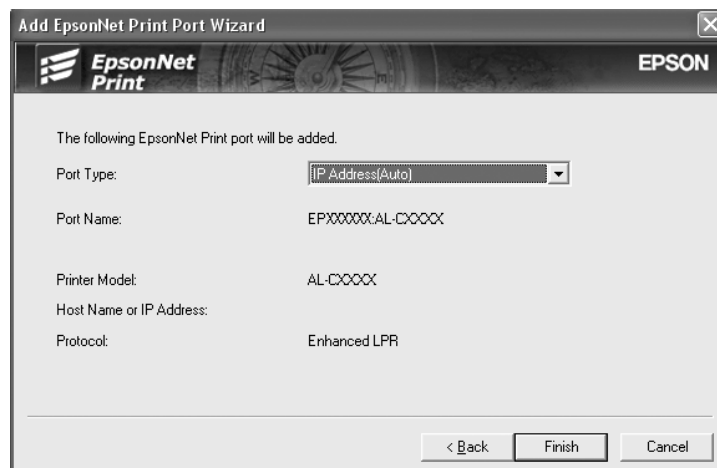 Add EpsonNet Print Port Wizard
EpsonNet
Print
EPSON
The following EpsonNet Print port will be added.
Port Type: IP Address(Auto)
Port Name: EPXXXXXX:AL-CXXXX
Printer Model: AL-CXXXX
Host Name or IP Address:
Protocol: Enhanced LPR
< Back Finish Cancel